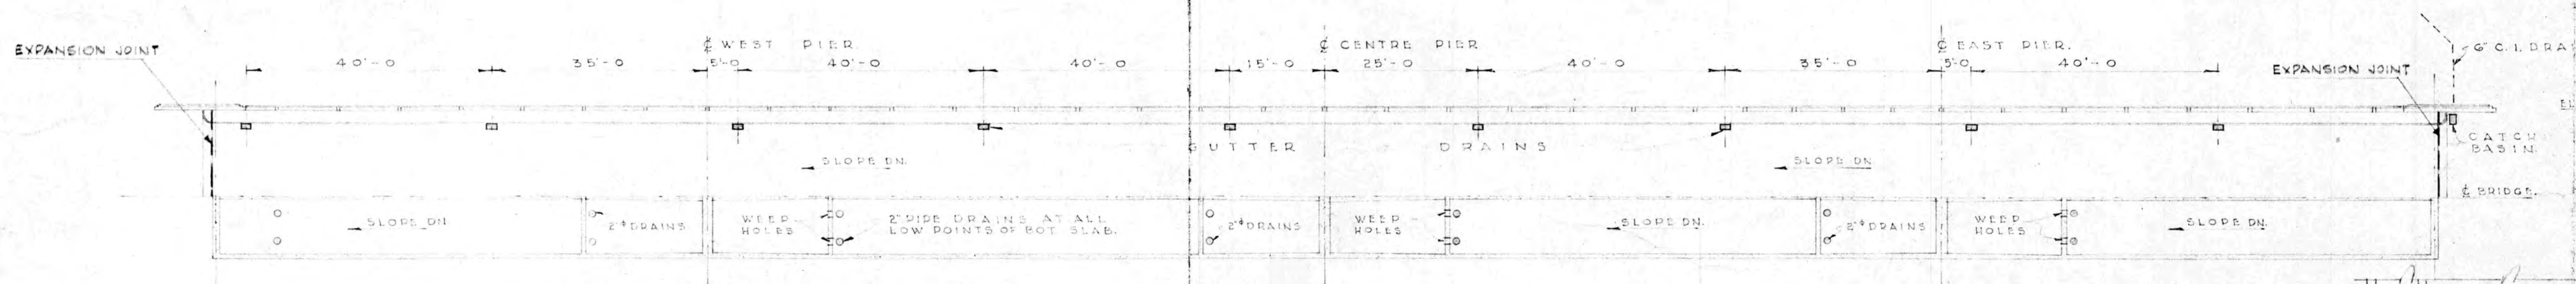 EXPANSION JOINT
40'-0
35'-0
℄ WEST PIER.
5'-0
40'-0
40'-0
15'-0
℄ CENTRE PIER
25'-0
40'-0
35'-0
℄ EAST PIER.
5'-0
40'-0
EXPANSION JOINT
6" C.I. DRA
EL
CATCH
BASIN.
℄ BRIDGE.
GUTTER DRAINS
SLOPE DN.
SLOPE DN
SLOPE DN
2"ϕ DRAINS
WEEP
HOLES
2" PIPE DRAINS AT ALL
LOW POINTS OF BOT. SLAB.
2"ϕ DRAINS
WEEP
HOLES
SLOPE DN.
2"ϕ DRAINS
WEEP
HOLES
SLOPE DN.